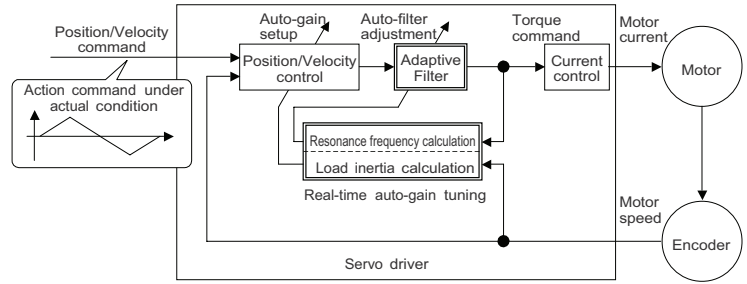 Position/Velocity
command
Action command under
actual condition
Auto-gain
setup
Auto-filter
adjustment
Torque
command
Motor
current
Position/Velocity
control
Adaptive
Filter
Current
control
Motor
Resonance frequency calculation
Load inertia calculation
Real-time auto-gain tuning
Motor
speed
Encoder
Servo driver